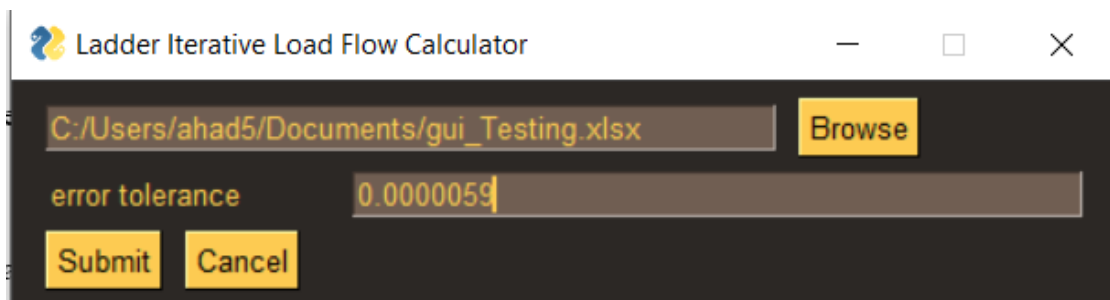 Ladder Iterative Load Flow Calculator
C:/Users/ahad5/Documents/gui_Testing.xlsx Browse
error tolerance 0.0000059
Submit Cancel